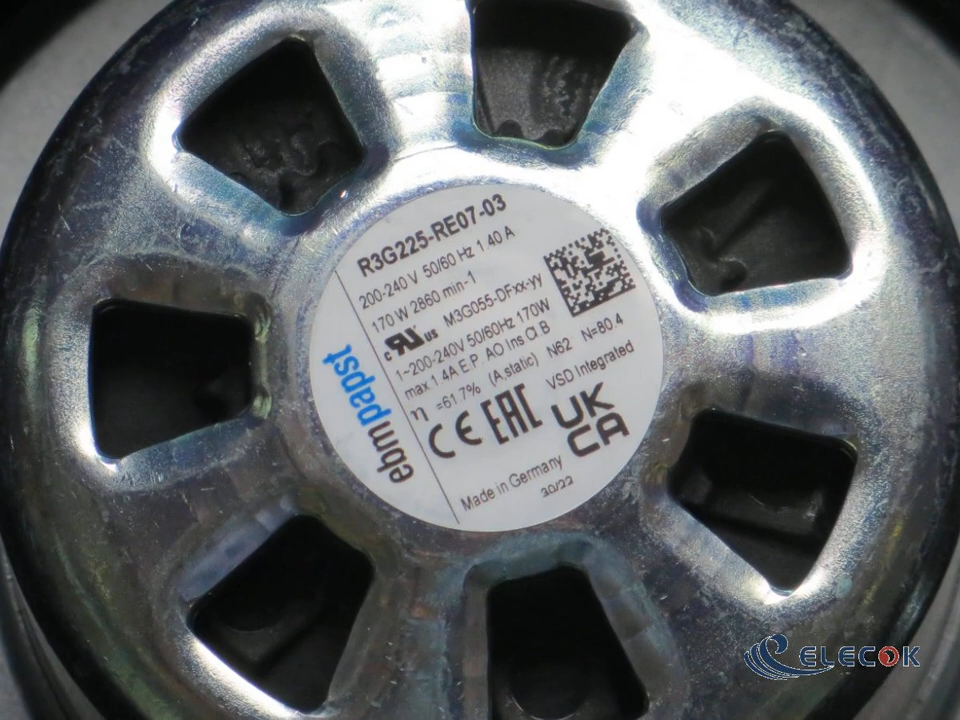 R3G225-RE07-03
200-240 V 50/60 Hz 1.40 A
170 W 2860 min-1
c RU us M3G055-DFxx-yy
1~200-240V 50/60Hz 170W
max 1.4A E.P. AO Ins Cl B
η =61.7% (A,static) N62 N=80.4
CE EAC VSD Integrated
UK
CA
Made in Germany
20/22
ebmpapst
ELECOK